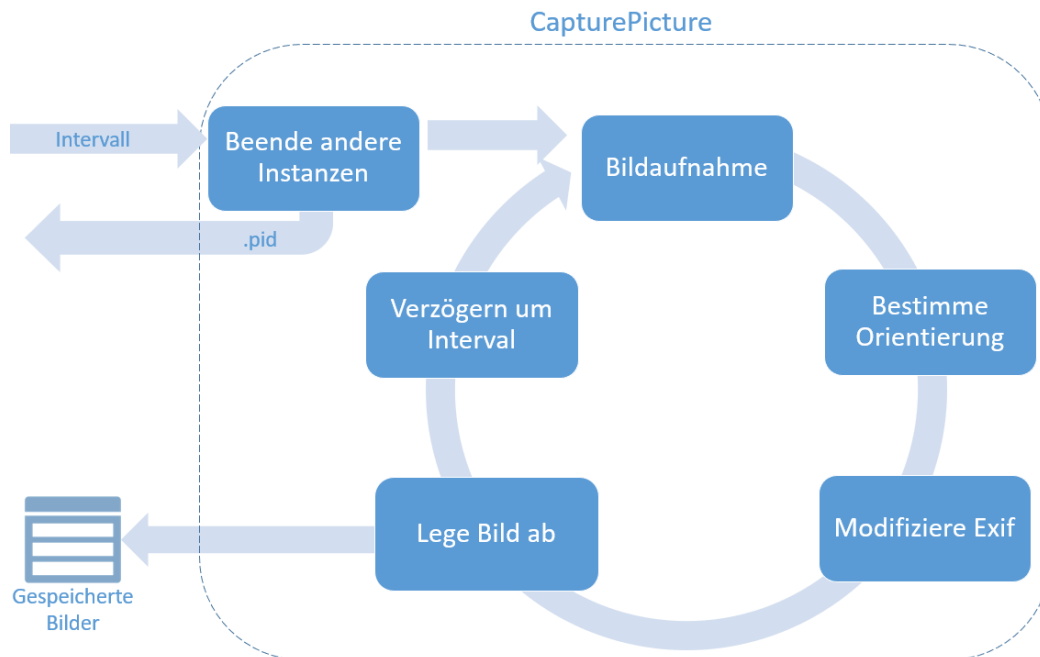 CapturePicture
Intervall
Beende andere
Instanzen
Bildaufnahme
.pid
Verzögern um
Interval
Bestimme
Orientierung
Lege Bild ab
Modifiziere Exif
Gespeicherte
Bilder